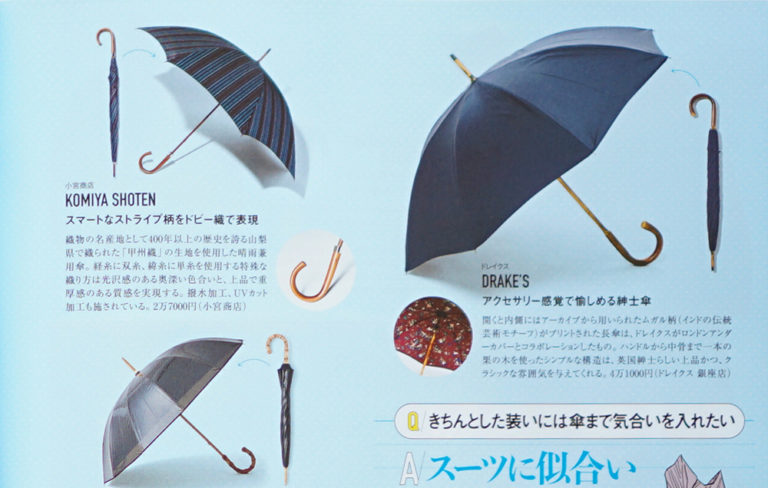 小宮商店
KOMIYA SHOTEN
スマートなストライプ柄をドビー織で表現
織物の名産地として400年以上の歴史を誇る山梨
県で織られた「甲州織」の生地を使用した晴雨兼
用傘。経糸に双糸、緯糸に単糸を使用する特殊な
織り方は光沢感のある奥深い色合いと、上品で重
厚感のある質感を実現する。撥水加工、UVカット
加工も施されている。2万7000円(小宮商店)
ドレイクス
DRAKE'S
アクセサリー感覚で愉しめる紳士傘
開くと内側にはアーカイブから用いられたムガル柄(インドの伝統
芸術モチーフ)がプリントされた長傘は、ドレイクスがロンドンアンダ
ーカバーとコラボレーションしたもの。ハンドルから中骨まで一本の
栗の木を使ったシンプルな構造は、英国紳士らしい上品かつ、ク
ラシックな雰囲気を与えてくれる。4万1000円(ドレイクス 銀座店)
Q/きちんとした装いには傘まで気合いを入れたい
A/スーツに似合い